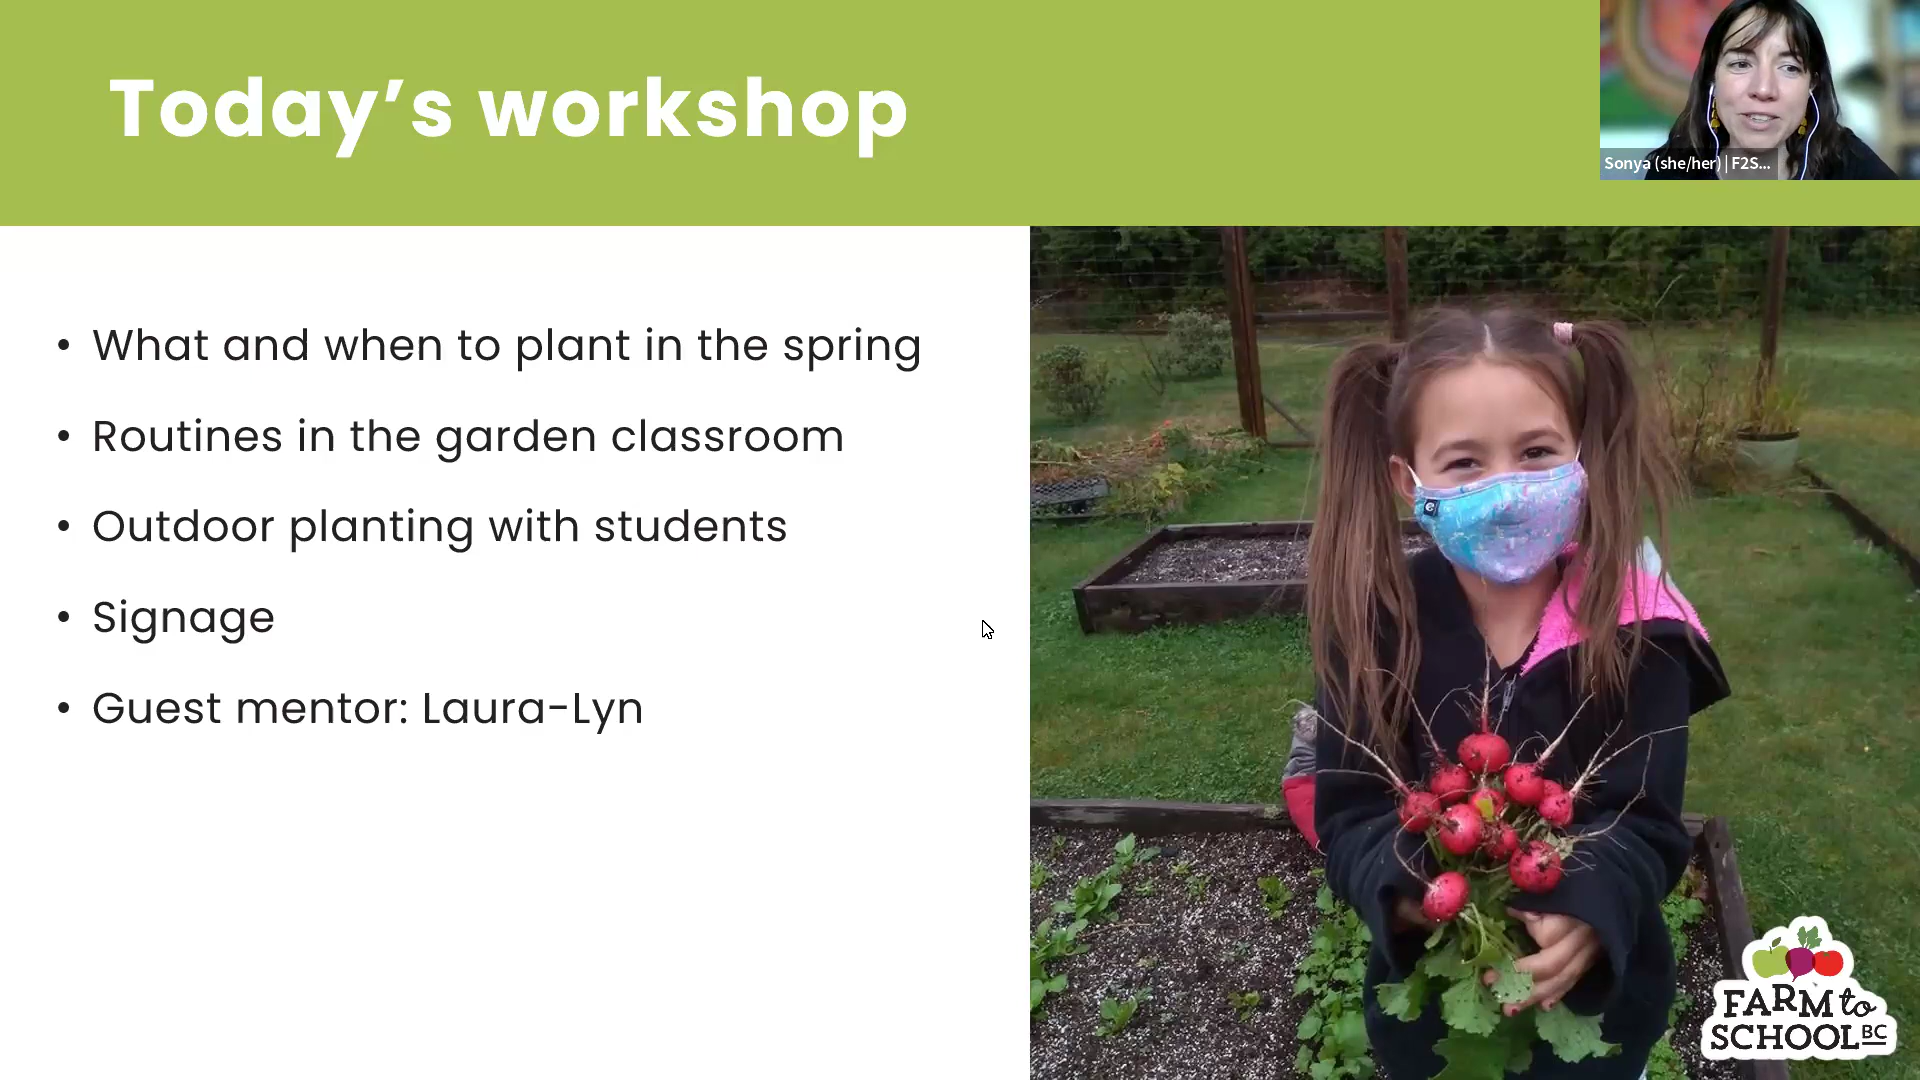 Today’s workshop
Sonya (she/her) | F2S...
• What and when to plant in the spring
• Routines in the garden classroom
• Outdoor planting with students
• Signage
• Guest mentor: Laura-Lyn
FARM to
SCHOOL BC